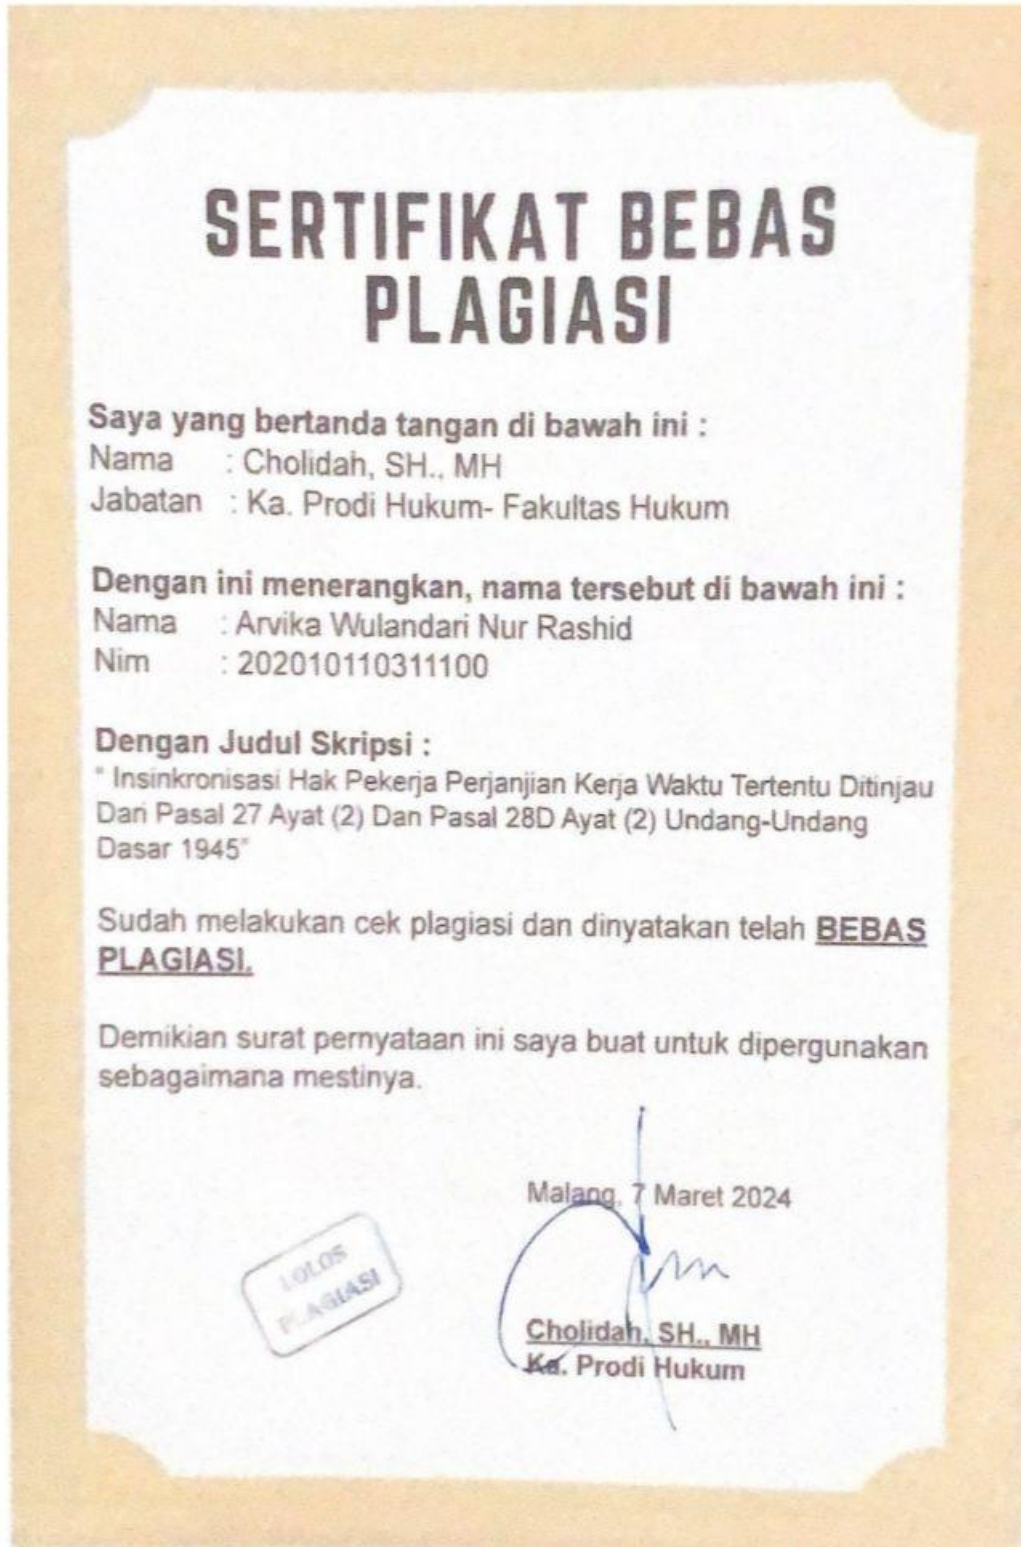 SERTIFIKAT BEBAS
PLAGIASI
Saya yang bertanda tangan di bawah ini :
Nama : Cholidah, SH., MH
Jabatan : Ka. Prodi Hukum- Fakultas Hukum
Dengan ini menerangkan, nama tersebut di bawah ini :
Nama : Arvika Wulandari Nur Rashid
Nim : 202010110311100
Dengan Judul Skripsi :
" Insinkronisasi Hak Pekerja Perjanjian Kerja Waktu Tertentu Ditinjau
Dari Pasal 27 Ayat (2) Dan Pasal 28D Ayat (2) Undang-Undang
Dasar 1945"
Sudah melakukan cek plagiasi dan dinyatakan telah BEBAS
PLAGIASI.
Demikian surat pernyataan ini saya buat untuk dipergunakan
sebagaimana mestinya.
Malang, 7 Maret 2024
LOLOS
PLAGIASI
Cholidah, SH., MH
Ka. Prodi Hukum